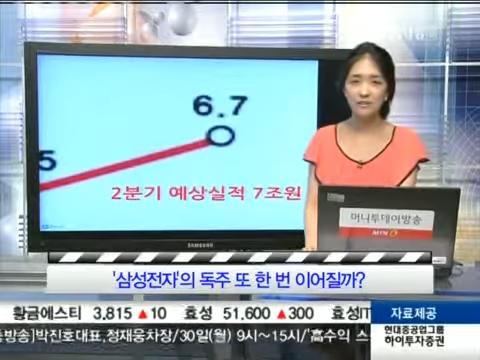 6.7
5
2분기 예상실적 7조원
SAMSUNG
머니투데이방송
MTN
'삼성전자'의 독주 또 한 번 이어질까?
황금에스티 3,815 ▲10 효성 51,600 ▲300 효성IT
자료제공
현대중공업그룹
하이투자증권
방송]박진호대표,정재웅차장/30일(월) 9시~15시/'高수익 스